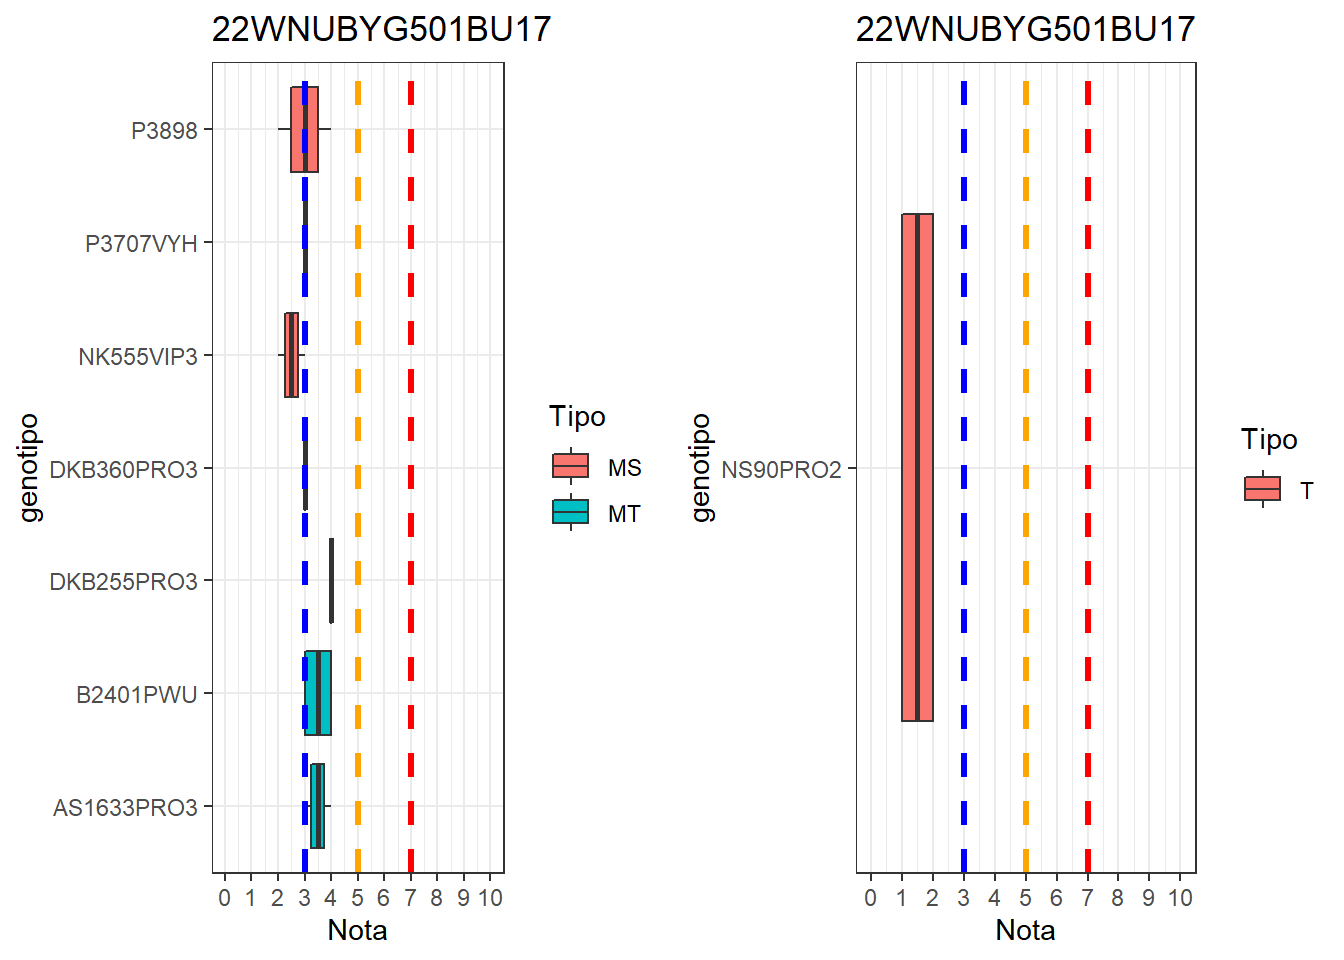 22WNUBYG501BU17
genotipo
P3898
P3707VYH
NK555VIP3
DKB360PRO3
DKB255PRO3
B2401PWU
AS1633PRO3
0 1 2 3 4 5 6 7 8 9 10
Nota
Tipo
MS
MT
22WNUBYG501BU17
genotipo
NS90PRO2
0 1 2 3 4 5 6 7 8 9 10
Nota
Tipo
T